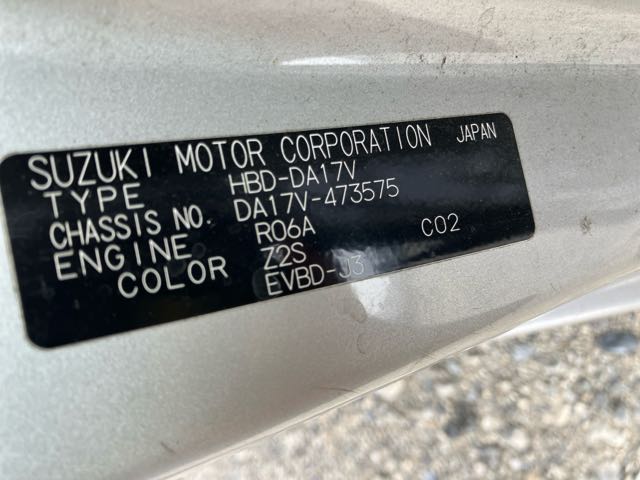 SUZUKI MOTOR CORPORATION JAPAN
TYPE HBD-DA17V
CHASSIS NO. DA17V-473575
ENGINE R06A C02
COLOR Z2S
EVBD-J3